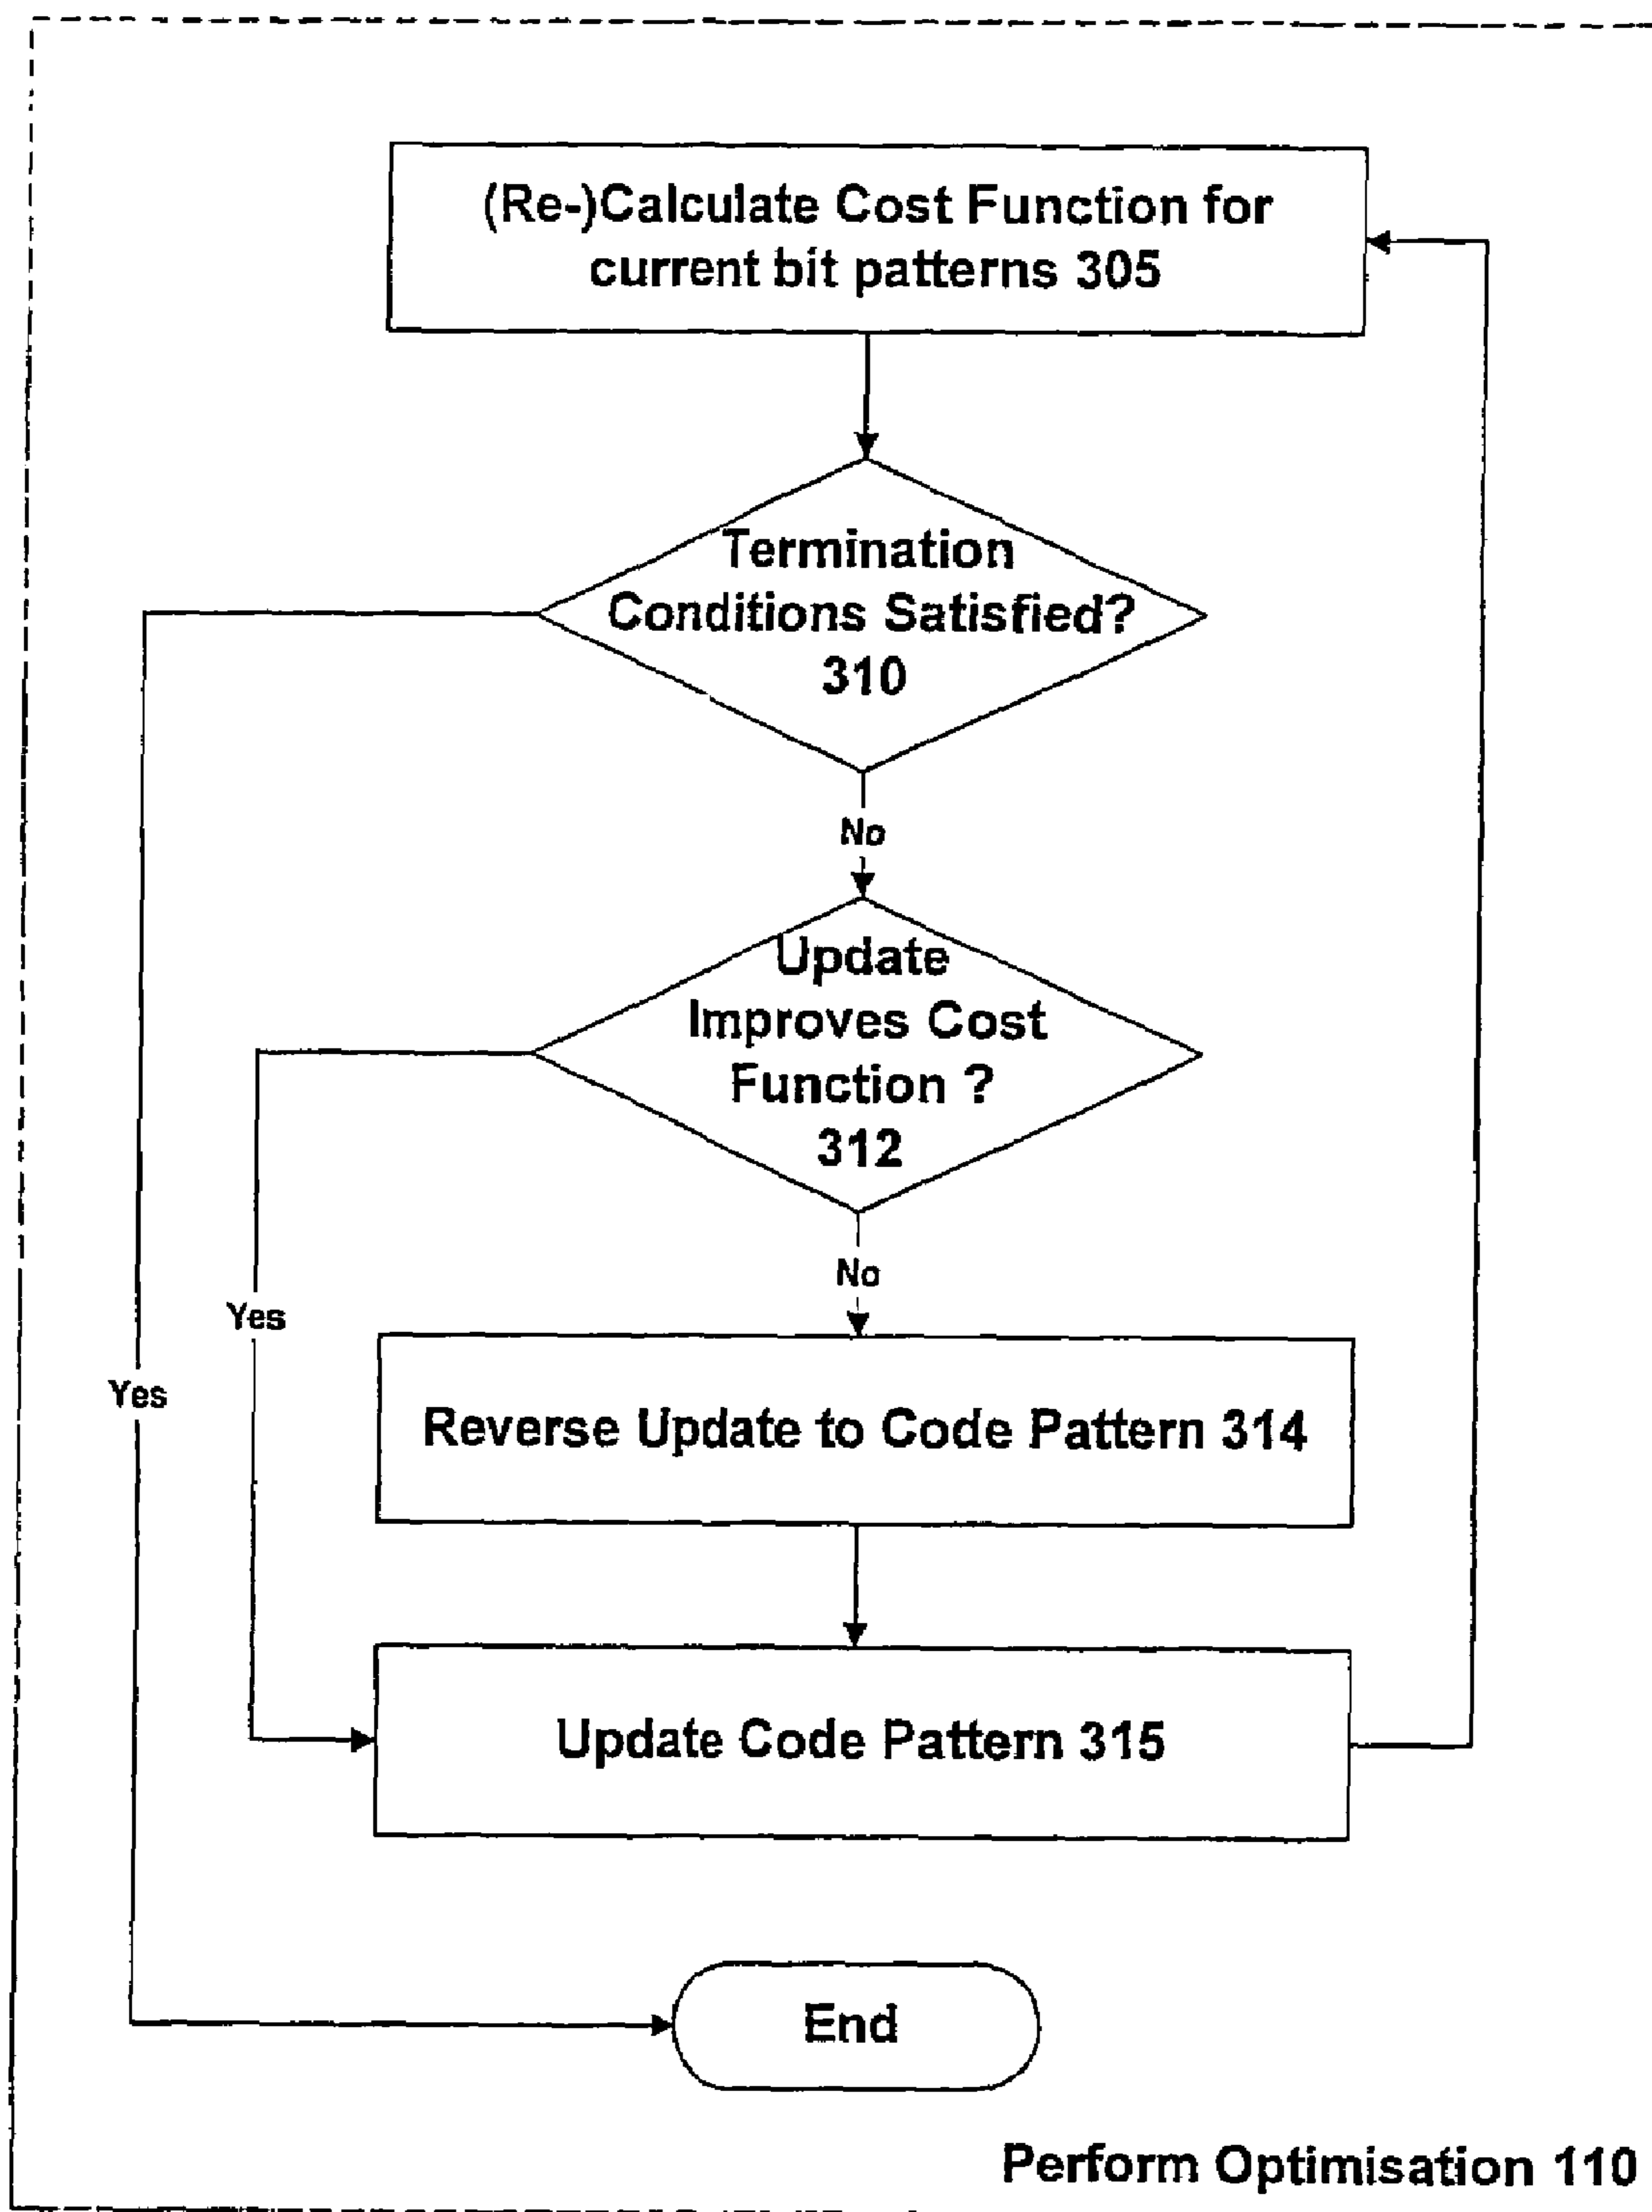 (Re-)Calculate Cost Function for
current bit patterns 305
Termination
Conditions Satisfied?
310
No
Update
Improves Cost
Function ?
312
No
Yes
Yes
Reverse Update to Code Pattern 314
Update Code Pattern 315
End
Perform Optimisation 110